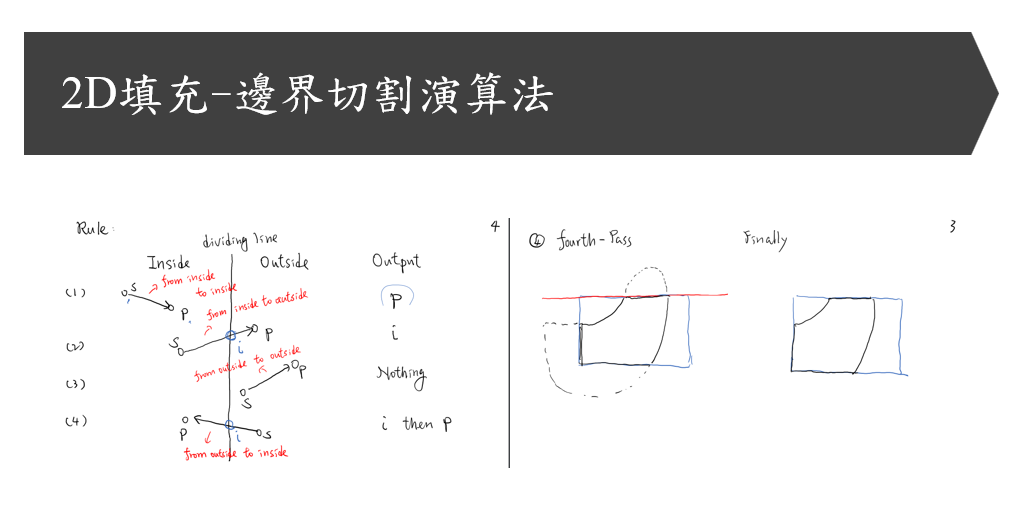 2D填充-邊界切割演算法
Rule:
4
dividing line
Inside
Outside
Output
(1)
S
P
from inside
to inside
P
(2)
S
i
P
from inside to outside
i
(3)
S
P
from outside to outside
Nothing
(4)
P
i
S
from outside to inside
i then P
④ fourth-Pass
Finally
3